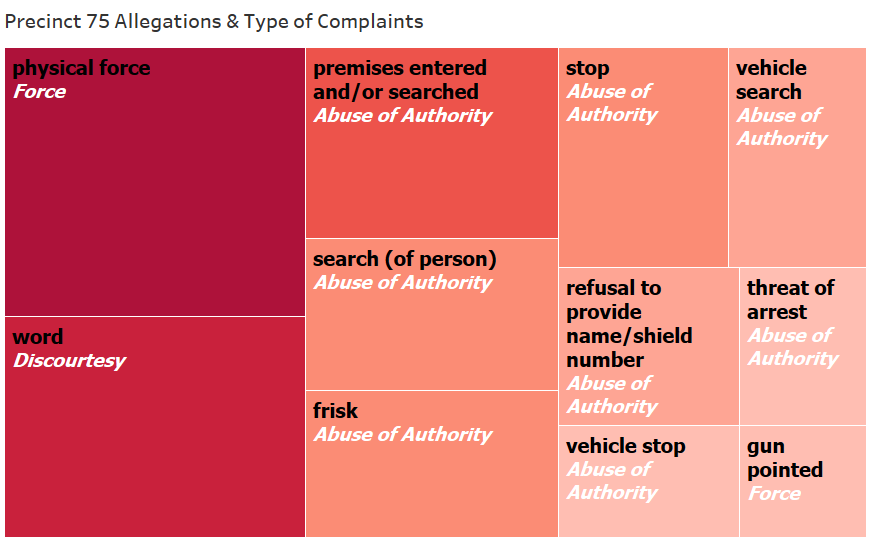 Precinct 75 Allegations & Type of Complaints
physical force
Force
word
Discourtesy
premises entered
and/or searched
Abuse of Authority
search (of person)
Abuse of Authority
frisk
Abuse of Authority
stop
Abuse of
Authority
vehicle
search
Abuse of
Authority
refusal to
provide
name/shield
number
Abuse of
Authority
threat of
arrest
Abuse of
Authority
vehicle stop
Abuse of
Authority
gun
pointed
Force